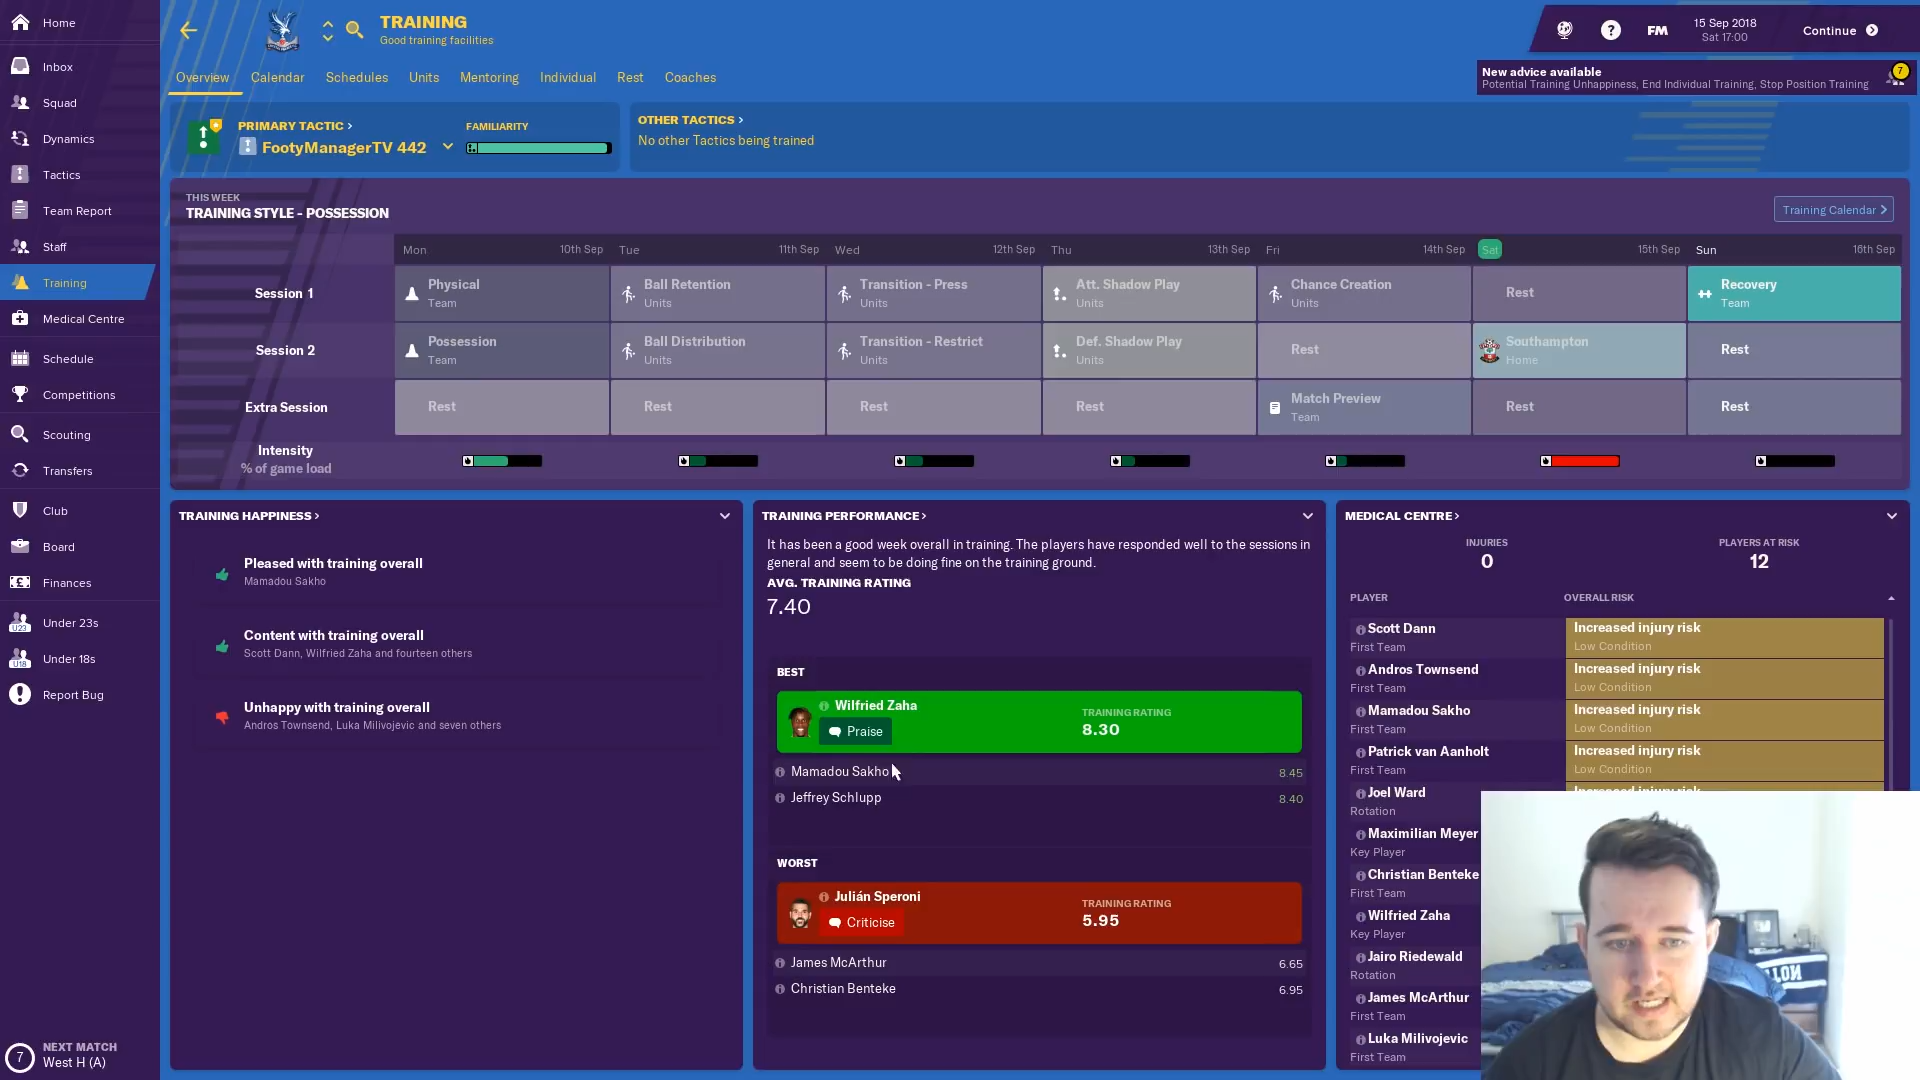 Home
Inbox
Squad
Dynamics
Tactics
Team Report
Staff
Training
Medical Centre
Schedule
Competitions
Scouting
Transfers
Club
Board
Finances
U23
Under 23s
U18
Under 18s
Report Bug
7
NEXT MATCH
West H (A)
TRAINING
Good training facilities
FM
15 Sep 2018
Sat 17:00
Continue
New advice available
Potential Training Unhappiness, End Individual Training, Stop Position Training
7
Overview
Calendar
Schedules
Units
Mentoring
Individual
Rest
Coaches
PRIMARY TACTIC >
FootyManagerTV 442
FAMILIARITY
OTHER TACTICS >
No other Tactics being trained
THIS WEEK
TRAINING STYLE - POSSESSION
Training Calendar >
Mon 10th Sep Tue 11th Sep Wed 12th Sep Thu 13th Sep Fri 14th Sep Sat 15th Sep Sun 16th Sep
Session 1
Physical
Team
Ball Retention
Units
Transition - Press
Units
Att. Shadow Play
Units
Chance Creation
Units
Rest
Recovery
Team
Session 2
Possession
Team
Ball Distribution
Units
Transition - Restrict
Units
Def. Shadow Play
Units
Rest
Southampton
Home
Rest
Extra Session
Rest
Rest
Rest
Rest
Match Preview
Team
Rest
Rest
Intensity
% of game load
TRAINING HAPPINESS >
Pleased with training overall
Mamadou Sakho
Content with training overall
Scott Dann, Wilfried Zaha and fourteen others
Unhappy with training overall
Andros Townsend, Luka Milivojevic and seven others
TRAINING PERFORMANCE >
It has been a good week overall in training. The players have responded well to the sessions in
general and seem to be doing fine on the training ground.
AVG. TRAINING RATING
7.40
BEST
Wilfried Zaha
Praise
TRAINING RATING
8.30
Mamadou Sakho 8.45
Jeffrey Schlupp 8.40
WORST
Julián Speroni
Criticise
TRAINING RATING
5.95
James McArthur 6.65
Christian Benteke 6.95
MEDICAL CENTRE >
INJURIES
0
PLAYERS AT RISK
12
PLAYER OVERALL RISK
Scott Dann
First Team
Increased injury risk
Low Condition
Andros Townsend
First Team
Increased injury risk
Low Condition
Mamadou Sakho
First Team
Increased injury risk
Low Condition
Patrick van Aanholt
First Team
Increased injury risk
Low Condition
Joel Ward
Rotation
Increased injury risk
Maximilian Meyer
Key Player
Christian Benteke
First Team
Wilfried Zaha
Key Player
Jairo Riedewald
Rotation
James McArthur
First Team
Luka Milivojevic
First Team